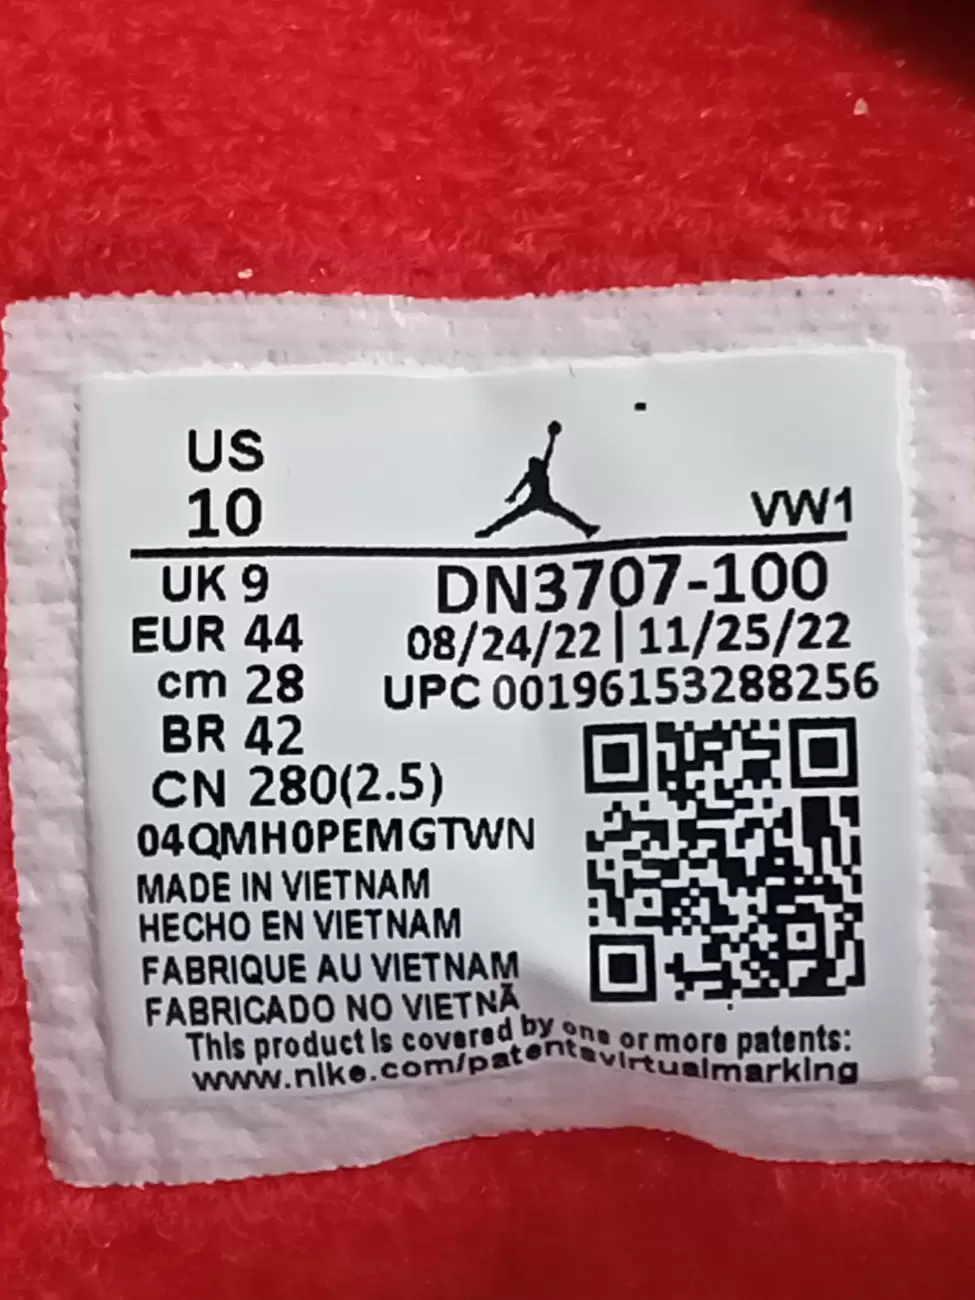 US
10
VW1
UK 9
EUR 44
cm 28
BR 42
CN 280(2.5)
DN3707-100
08/24/22 | 11/25/22
UPC 00196153288256
04QMH0PEMGTWN
MADE IN VIETNAM
HECHO EN VIETNAM
FABRIQUE AU VIETNAM
FABRICADO NO VIETNÃ
This product is covered by one or more patents:
www.nike.com/patentsvirtualmarking